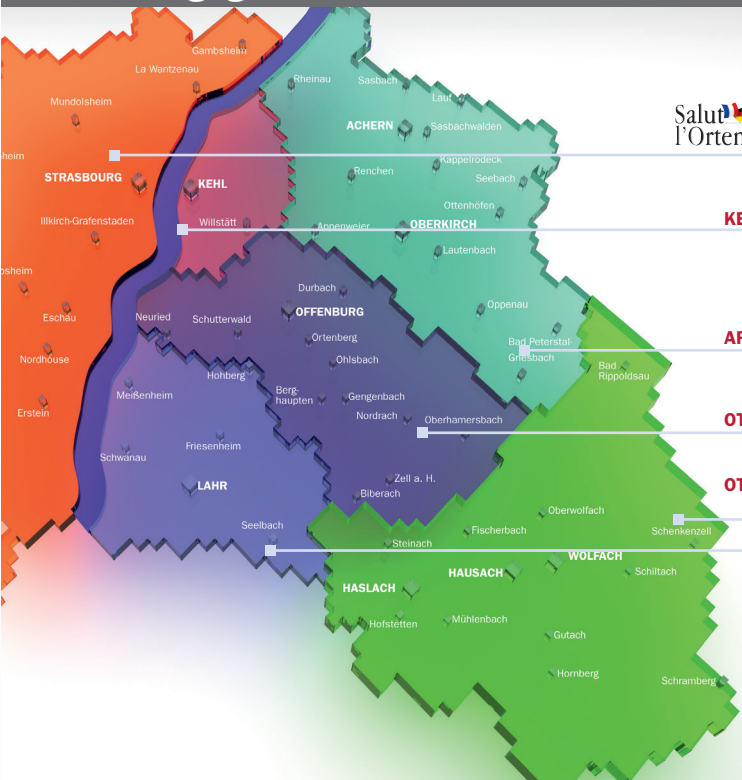 Gambsheim
La Wantzenau
Rheinau
Sasbach
Lauf
Mundolsheim
ACHERN
Sasbachwalden
Salut
l'Orten
heim
Kappelrodeck
Renchen
Seebach
STRASBOURG
KEHL
Ottenhöfen
Illkirch-Grafenstaden
Willstätt
Appenweier
OBERKIRCH
KE
Lautenbach
osheim
Durbach
Eschau
Neuried
Schutterwald
OFFENBURG
Oppenau
Ortenberg
Bad Peterstal-
Griesbach
Nordhouse
Ohlsbach
Bad
Rippoldsau
Hohberg
Meißenheim
Berg-
haupten
Gengenbach
Erstein
Nordrach
Oberhamersbach
OT
Friesenheim
Schwanau
Zell a. H.
LAHR
Biberach
OT
Oberwolfach
Seelbach
Fischerbach
Schenkenzell
Steinach
WOLFACH
HAUSACH
Schiltach
HASLACH
Hofstetten
Mühlenbach
Gutach
Hornberg
Schramberg